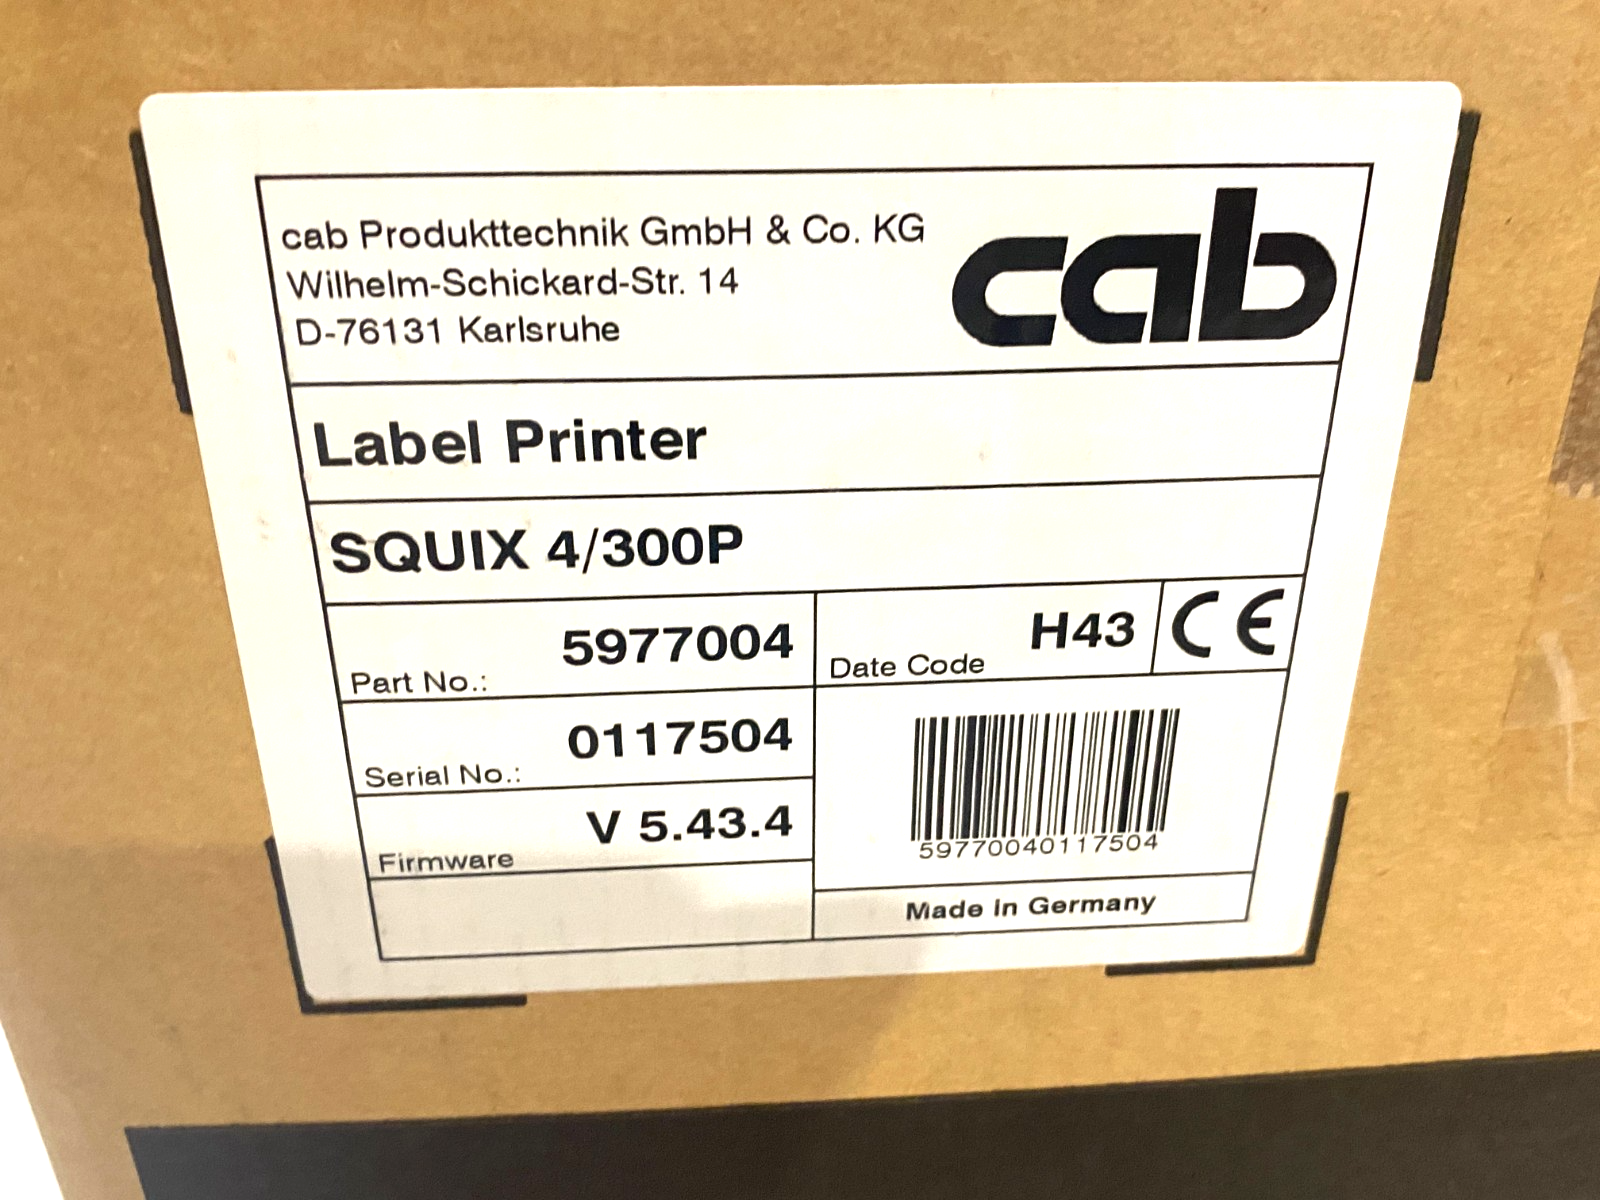 cab Produkttechnik GmbH & Co. KG
Wilhelm-Schickard-Str. 14
D-76131 Karlsruhe
cab
Label Printer
SQUIX 4/300P
Part No.: 5977004
Date Code H43
CE
Serial No.: 0117504
Firmware V 5.43.4
59770040117504
Made in Germany